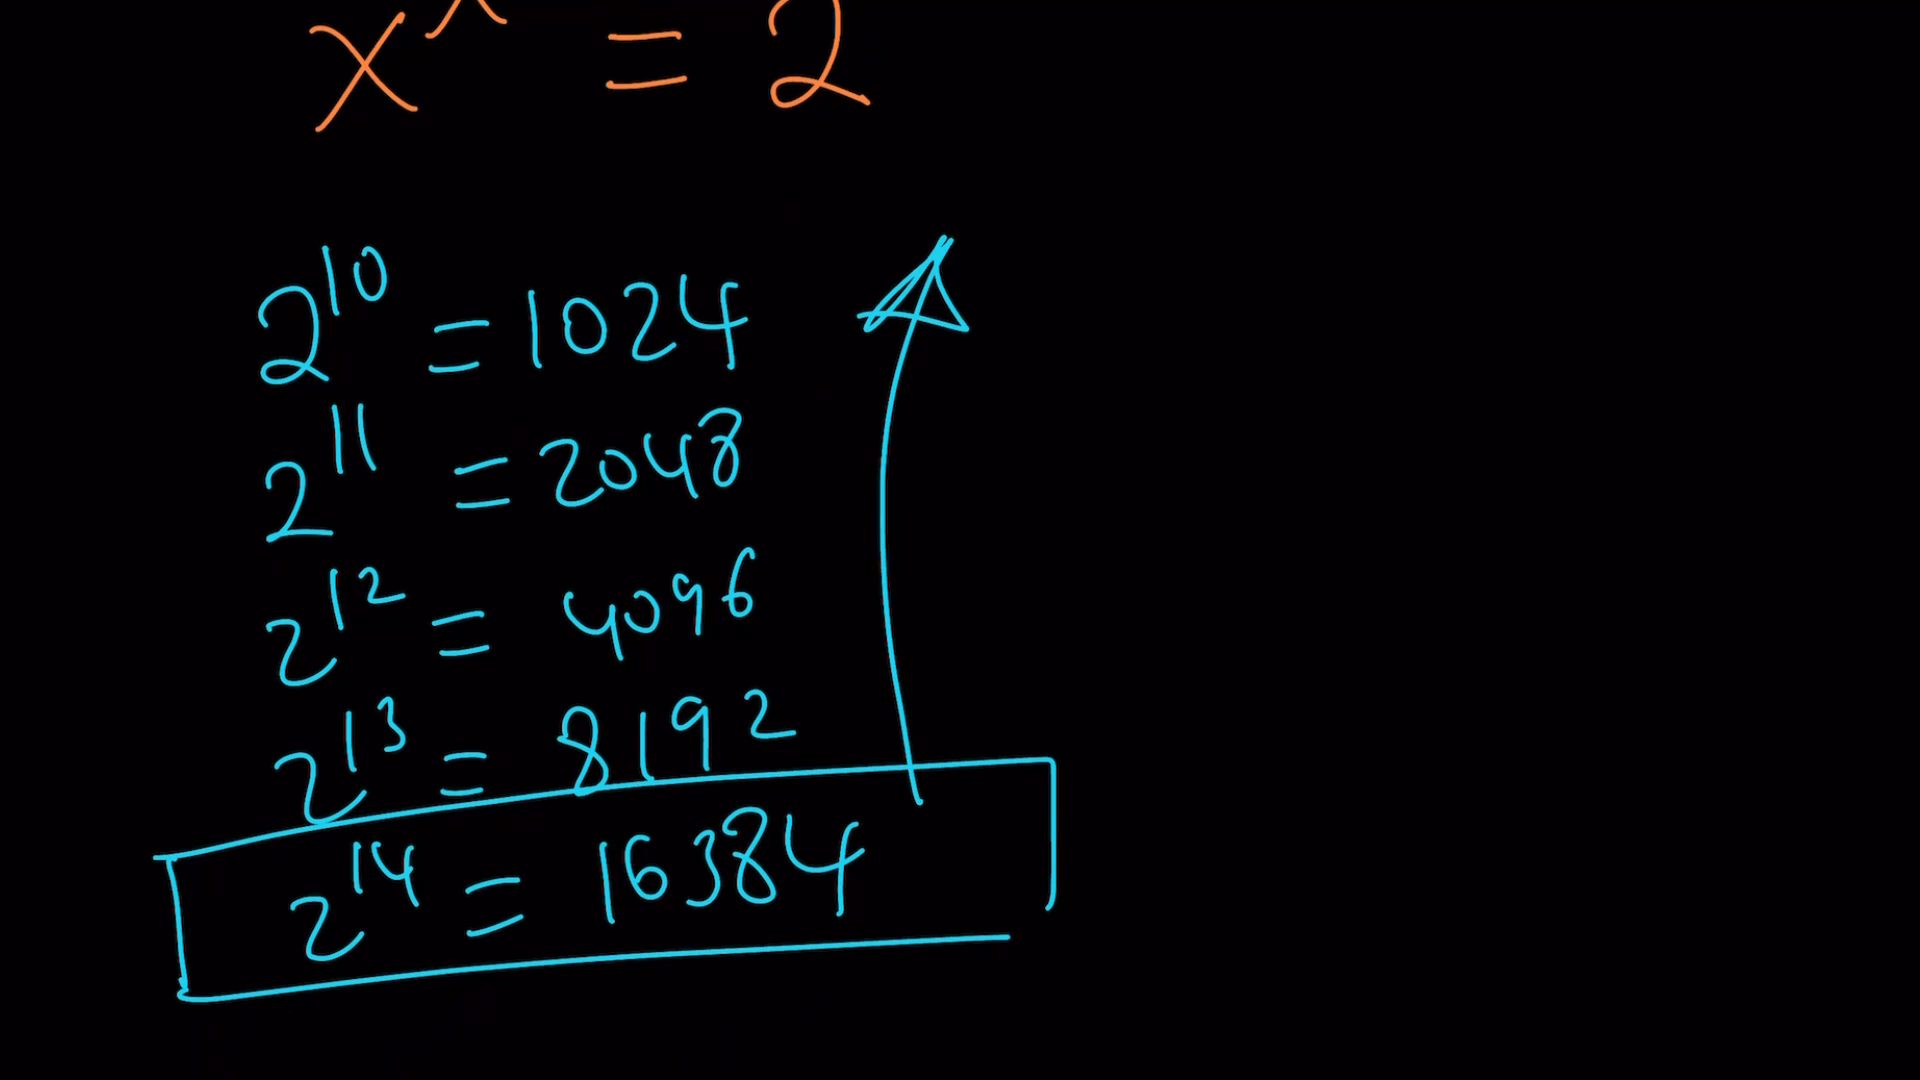 x^x = 2
2^10 = 1024
2^11 = 2048
2^12 = 4096
2^13 = 8192
2^14 = 16384